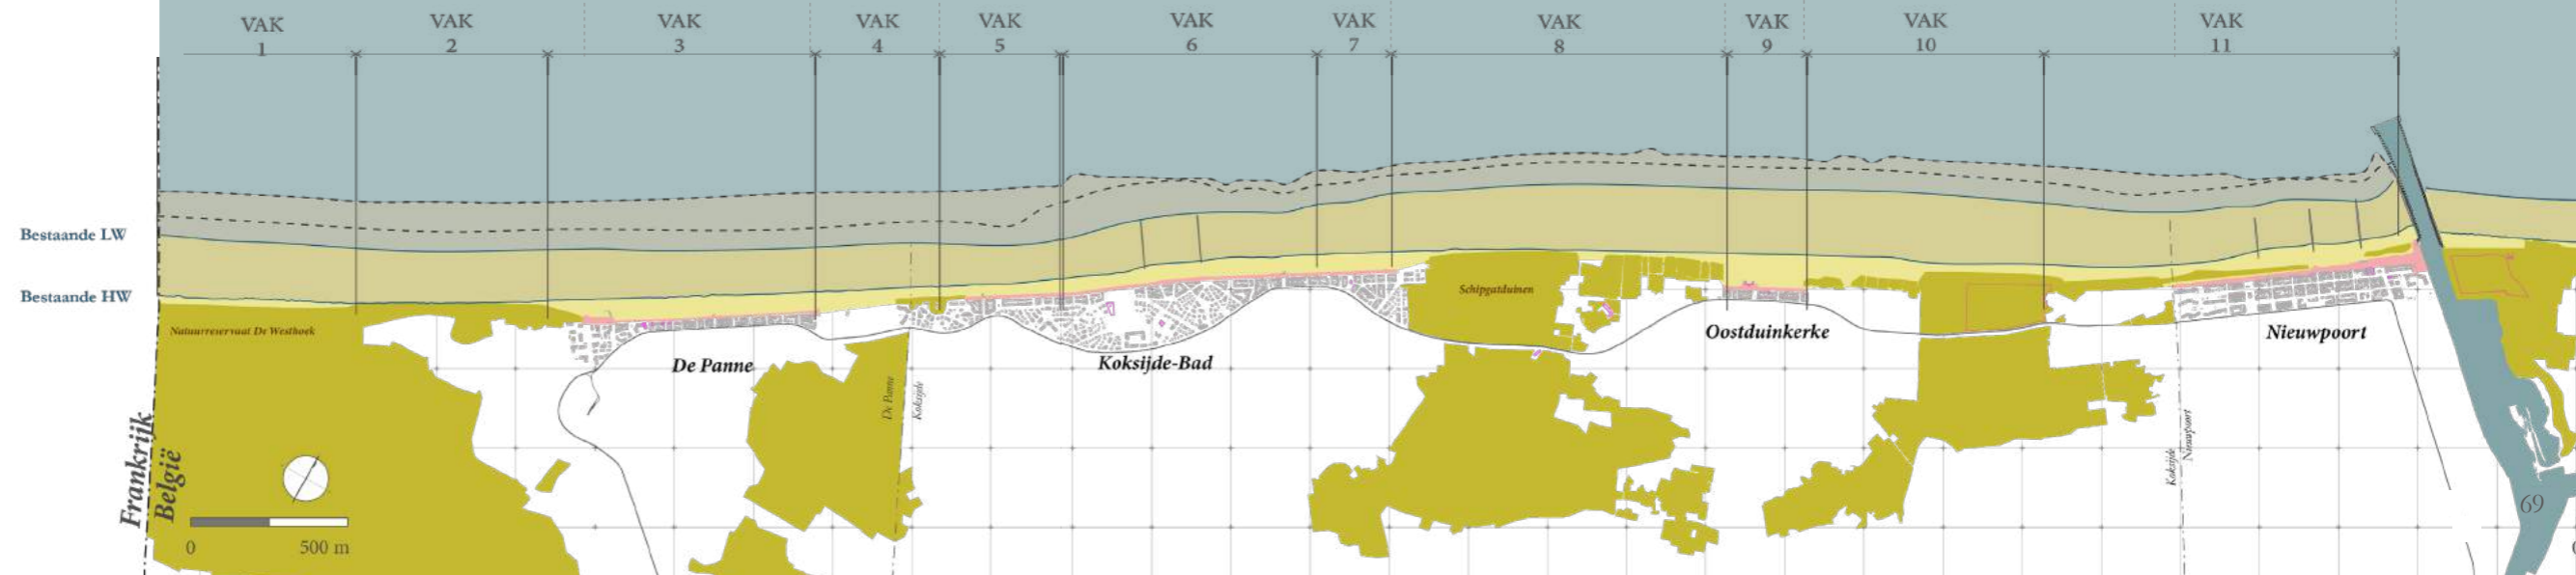 VAK VAK VAK VAK VAK VAK VAK VAK VAK VAK VAK
1 2 3 4 5 6 7 8 9 10 11
Bestaande LW
Bestaande HW
Natuurreservaat De Westhoek
Schipgatduinen
De Panne
Koksijde-Bad
Oostduinkerke
Nieuwpoort
De Panne
Koksijde
Koksijde
Nieuwpoort
Frankrijk
België
0 500 m
69